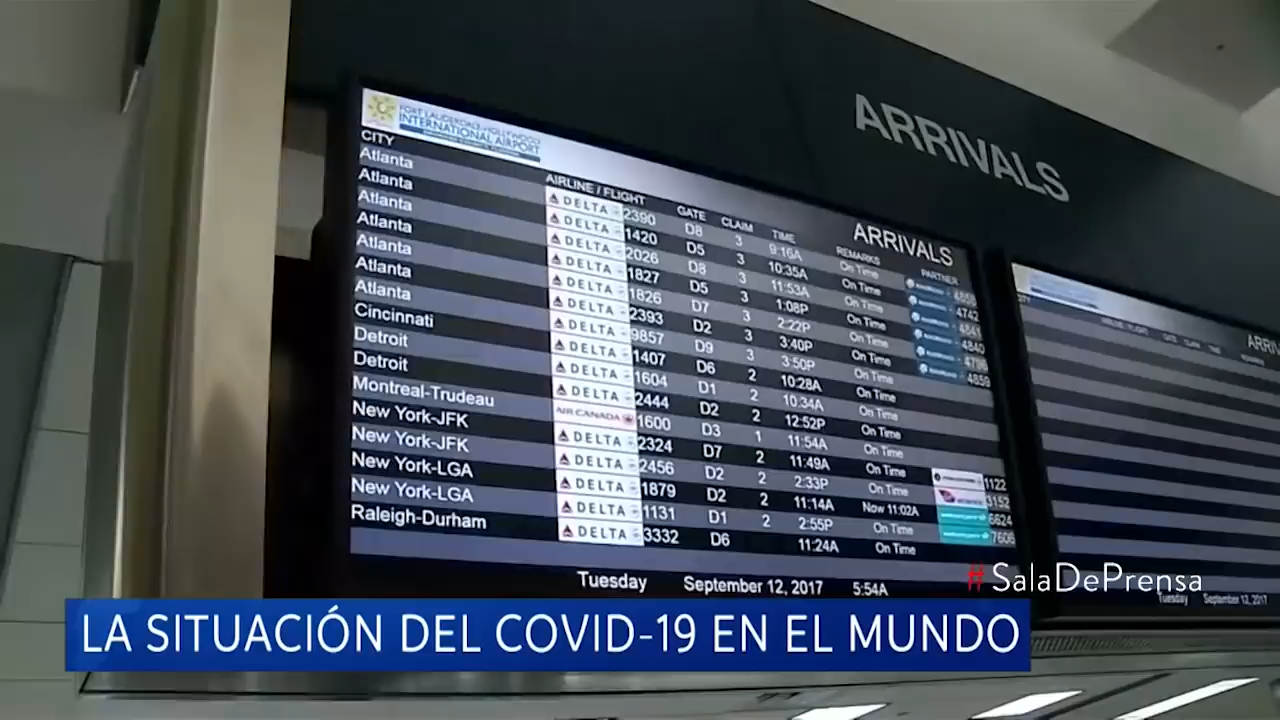 FORT LAUDERDALE-HOLLYWOOD
INTERNATIONAL AIRPORT
ARRIVALS
ARRIVALS
CITY AIRLINE / FLIGHT GATE CLAIM TIME REMARKS PARTNER
Atlanta DELTA 2390 D8 3 9:16A On Time
Atlanta DELTA 1420 D5 3 10:35A On Time 4742
Atlanta DELTA 2026 D8 3 11:53A On Time 4841
Atlanta DELTA 1827 D5 3 1:08P On Time 4840
Atlanta DELTA 1826 D7 3 2:22P On Time
Atlanta DELTA 2393 D2 3 3:40P On Time 4859
Atlanta DELTA 9857 D9 3 3:50P On Time
Cincinnati DELTA 1407 D6 2 10:28A On Time
Detroit DELTA 1604 D1 2 10:34A On Time
Detroit DELTA 2444 D2 2 12:52P On Time
Montreal-Trudeau AIR CANADA 1600 D3 1 11:54A On Time
New York-JFK DELTA 2324 D7 2 11:49A On Time 1122
New York-JFK DELTA 2456 D2 2 2:33P On Time 3152
New York-LGA DELTA 1879 D2 2 11:14A Now 11:02A 6624
New York-LGA DELTA 1131 D1 2 2:55P On Time 7606
Raleigh-Durham DELTA 3332 D6 11:24A On Time
Tuesday September 12, 2017 5:54A
CITY AIRLINE / FLIGHT GATE CLAIM TIME REMARKS
Tuesday September 12, 2017
#SalaDePrensa
LA SITUACIÓN DEL COVID-19 EN EL MUNDO